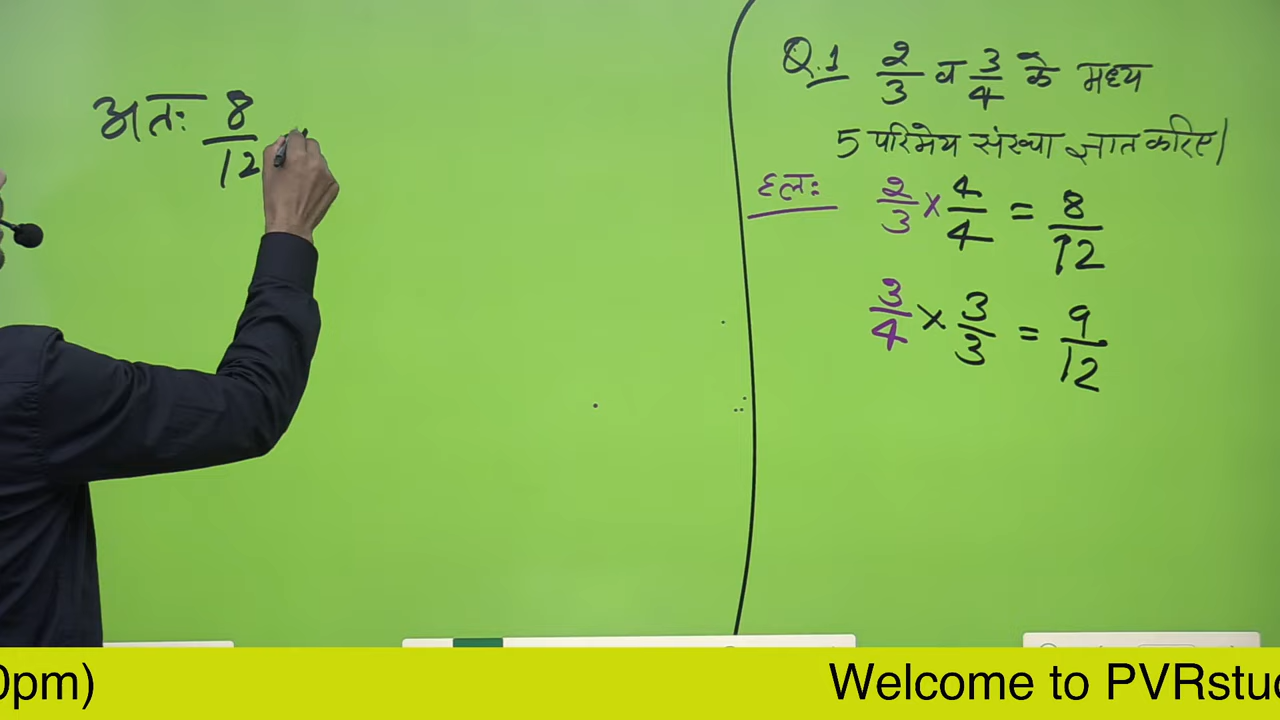 अतः 8/12
Q.1 2/3 व 3/4 के मध्य
5 परिमेय संख्या ज्ञात करिए।
हलः 2/3 × 4/4 = 8/12
3/4 × 3/3 = 9/12
0pm) Welcome to PVRstud